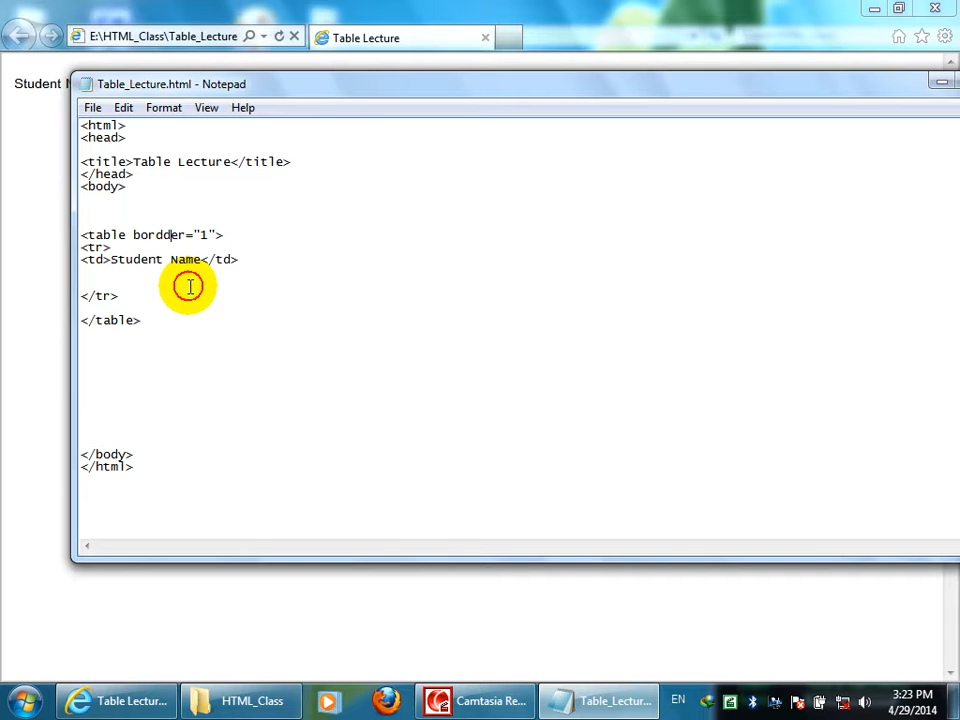 E:\HTML_Class\Table_Lecture
Table Lecture
Student
Table_Lecture.html - Notepad
File Edit Format View Help
<html>
<head>
<title>Table Lecture</title>
</head>
<body>
<table bordder="1">
<tr>
<td>Student Name</td>
</tr>
</table>
</body>
</html>
Table Lectur...
HTML_Class
Camtasia Re...
Table_Lectur...
EN
3:23 PM
4/29/2014